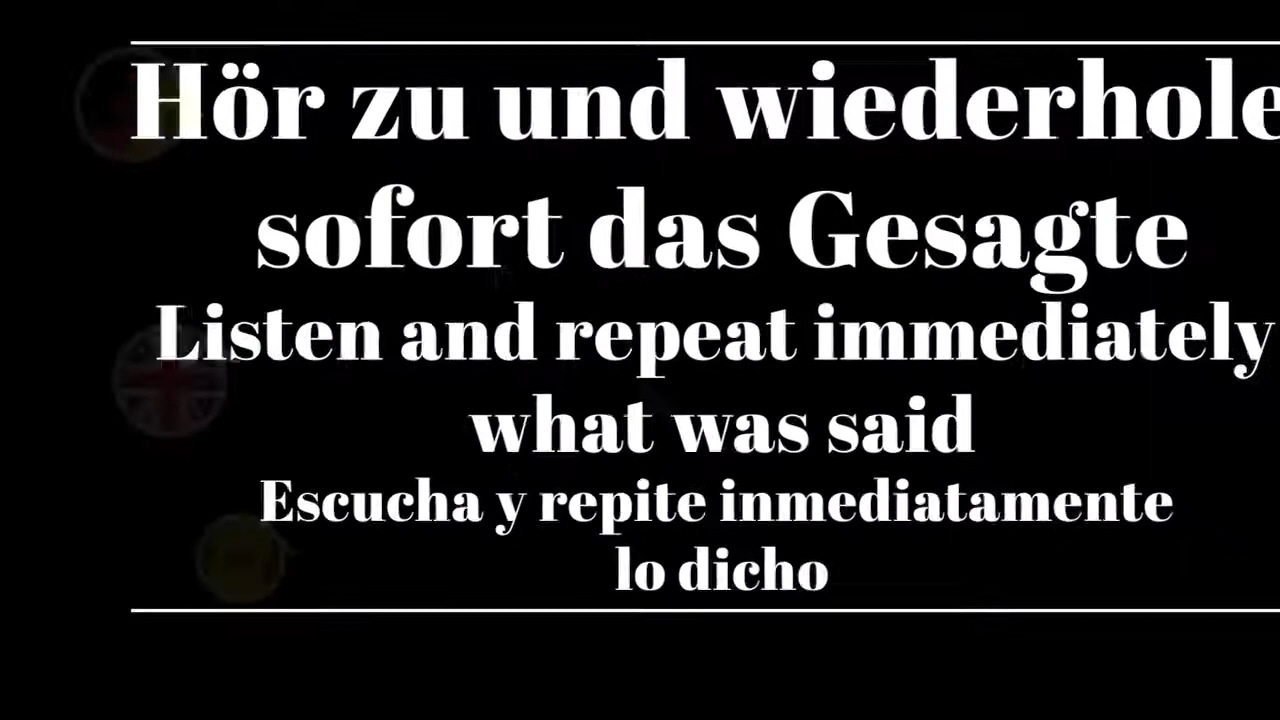 Hör zu und wiederhole
sofort das Gesagte
Listen and repeat immediately
what was said
Escucha y repite inmediatamente
lo dicho